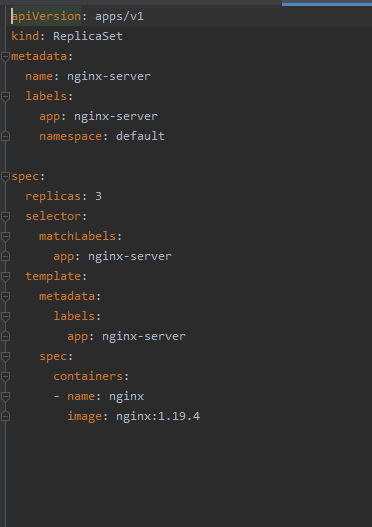 apiVersion: apps/v1
kind: ReplicaSet
metadata:
  name: nginx-server
  labels:
    app: nginx-server
    namespace: default

spec:
  replicas: 3
  selector:
    matchLabels:
      app: nginx-server
  template:
    metadata:
      labels:
        app: nginx-server
    spec:
      containers:
      - name: nginx
        image: nginx:1.19.4